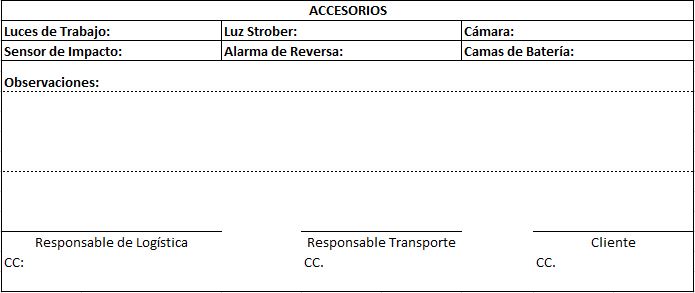 ACCESORIOS
Luces de Trabajo: Luz Strober: Cámara:
Sensor de Impacto: Alarma de Reversa: Camas de Batería:
Observaciones:
Responsable de Logística Responsable Transporte Cliente
CC: CC. CC.